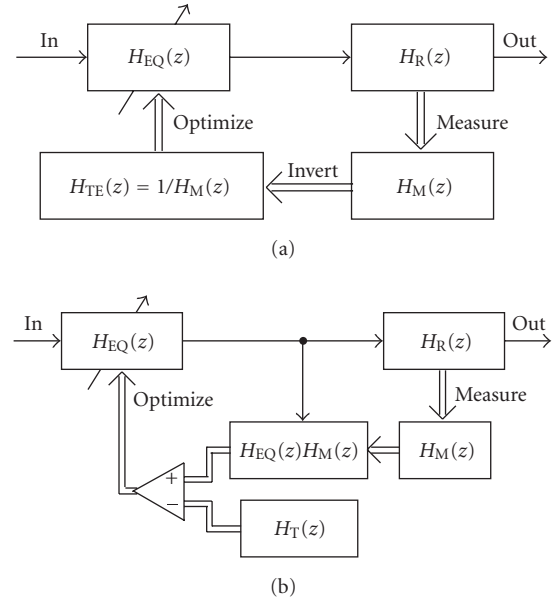 In
H_EQ(z)
H_R(z)
Out
Optimize
Measure
H_TE(z) = 1/H_M(z)
Invert
H_M(z)
(a)
In
H_EQ(z)
H_R(z)
Out
Optimize
Measure
H_EQ(z)H_M(z)
H_M(z)
+
−
H_T(z)
(b)